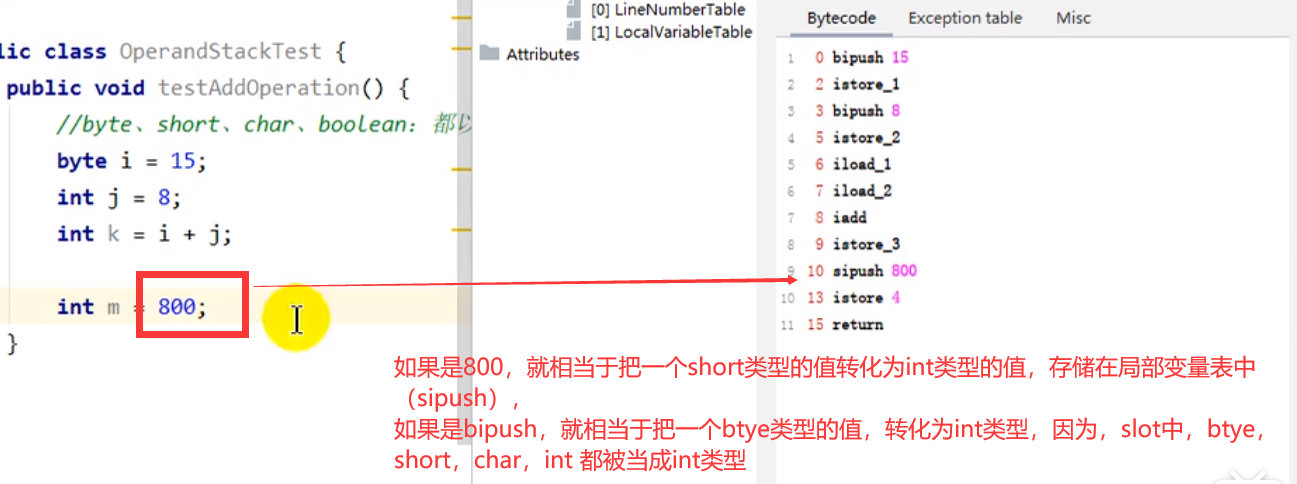 lic class OperandStackTest {
public void testAddOperation() {
//byte、short、char、boolean：都以
byte i = 15;
int j = 8;
int k = i + j;
int m = 800;
}
[0] LineNumberTable
[1] LocalVariableTable
Attributes
Bytecode Exception table Misc
1 0 bipush 15
2 2 istore_1
3 3 bipush 8
4 5 istore_2
5 6 iload_1
6 7 iload_2
7 8 iadd
8 9 istore_3
9 10 sipush 800
10 13 istore 4
11 15 return
如果是800，就相当于把一个short类型的值转化为int类型的值，存储在局部变量表中
（sipush），
如果是bipush，就相当于把一个btye类型的值，转化为int类型，因为，slot中，btye，
short，char，int 都被当成int类型